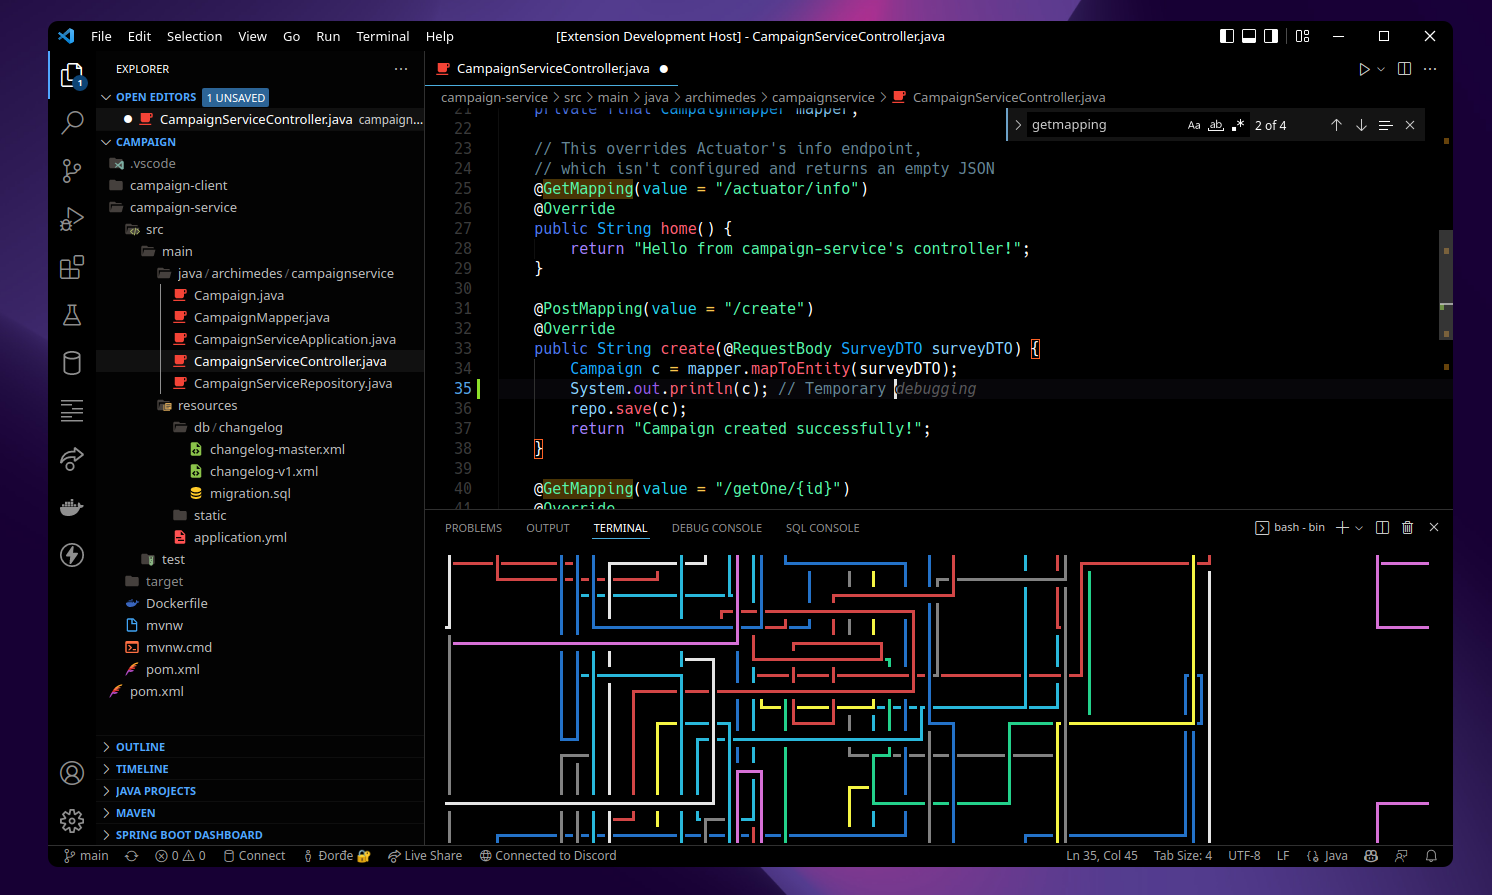 File Edit Selection View Go Run Terminal Help
[Extension Development Host] - CampaignServiceController.java
EXPLORER
1
OPEN EDITORS 1 UNSAVED
CampaignServiceController.java campaign...
CAMPAIGN
.vscode
campaign-client
campaign-service
src
main
java/archimedes/campaignservice
Campaign.java
CampaignMapper.java
CampaignServiceApplication.java
CampaignServiceController.java
CampaignServiceRepository.java
resources
db/changelog
changelog-master.xml
changelog-v1.xml
migration.sql
static
application.yml
test
target
Dockerfile
mvnw
mvnw.cmd
pom.xml
pom.xml
OUTLINE
TIMELINE
JAVA PROJECTS
MAVEN
SPRING BOOT DASHBOARD
CampaignServiceController.java
campaign-service > src > main > java > archimedes > campaignservice > CampaignServiceController.java
getmapping Aa ab .* 2 of 4
21 private final CampaignMapper mapper;
22
23 // This overrides Actuator's info endpoint,
24 // which isn't configured and returns an empty JSON
25 @GetMapping(value = "/actuator/info")
26 @Override
27 public String home() {
28 return "Hello from campaign-service's controller!";
29 }
30
31 @PostMapping(value = "/create")
32 @Override
33 public String create(@RequestBody SurveyDTO surveyDTO) {
34 Campaign c = mapper.mapToEntity(surveyDTO);
35 System.out.println(c); // Temporary debugging
36 repo.save(c);
37 return "Campaign created successfully!";
38 }
39
40 @GetMapping(value = "/getOne/{id}")
41 @Override
PROBLEMS OUTPUT TERMINAL DEBUG CONSOLE SQL CONSOLE
bash - bin
main 0 0 Connect Đorđe 🔐 Live Share Connected to Discord
Ln 35, Col 45 Tab Size: 4 UTF-8 LF Java